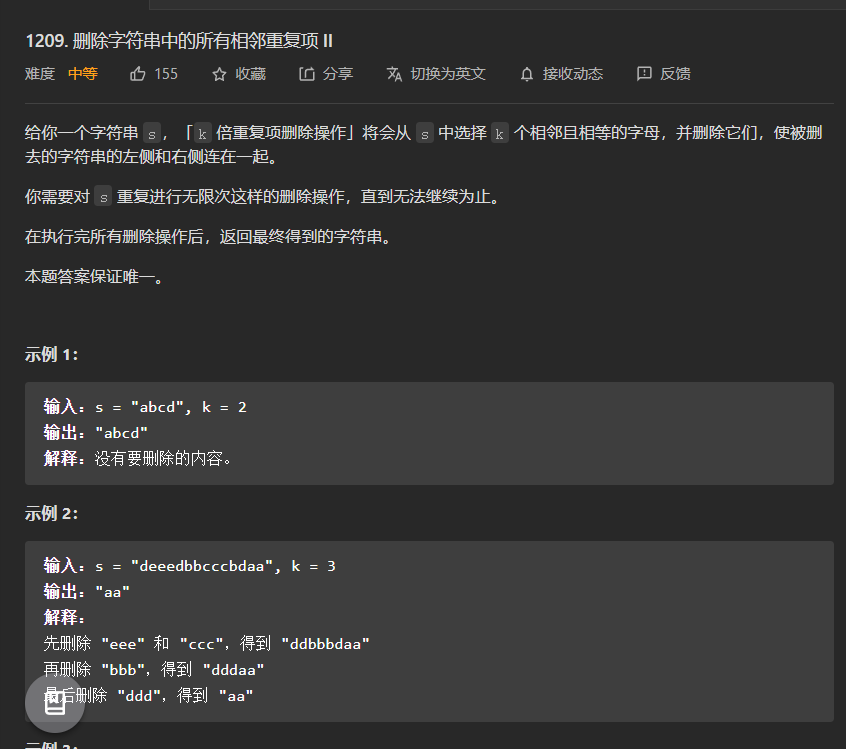 1209. 删除字符串中的所有相邻重复项 II
难度 中等 155 收藏 分享 切换为英文 接收动态 反馈
给你一个字符串 s，「k 倍重复项删除操作」将会从 s 中选择 k 个相邻且相等的字母，并删除它们，使被删
去的字符串的左侧和右侧连在一起。
你需要对 s 重复进行无限次这样的删除操作，直到无法继续为止。
在执行完所有删除操作后，返回最终得到的字符串。
本题答案保证唯一。
示例 1：
输入：s = "abcd", k = 2
输出："abcd"
解释：没有要删除的内容。
示例 2：
输入：s = "deeedbbcccbdaa", k = 3
输出："aa"
解释：
先删除 "eee" 和 "ccc"，得到 "ddbbbdaa"
再删除 "bbb"，得到 "dddaa"
最后删除 "ddd"，得到 "aa"